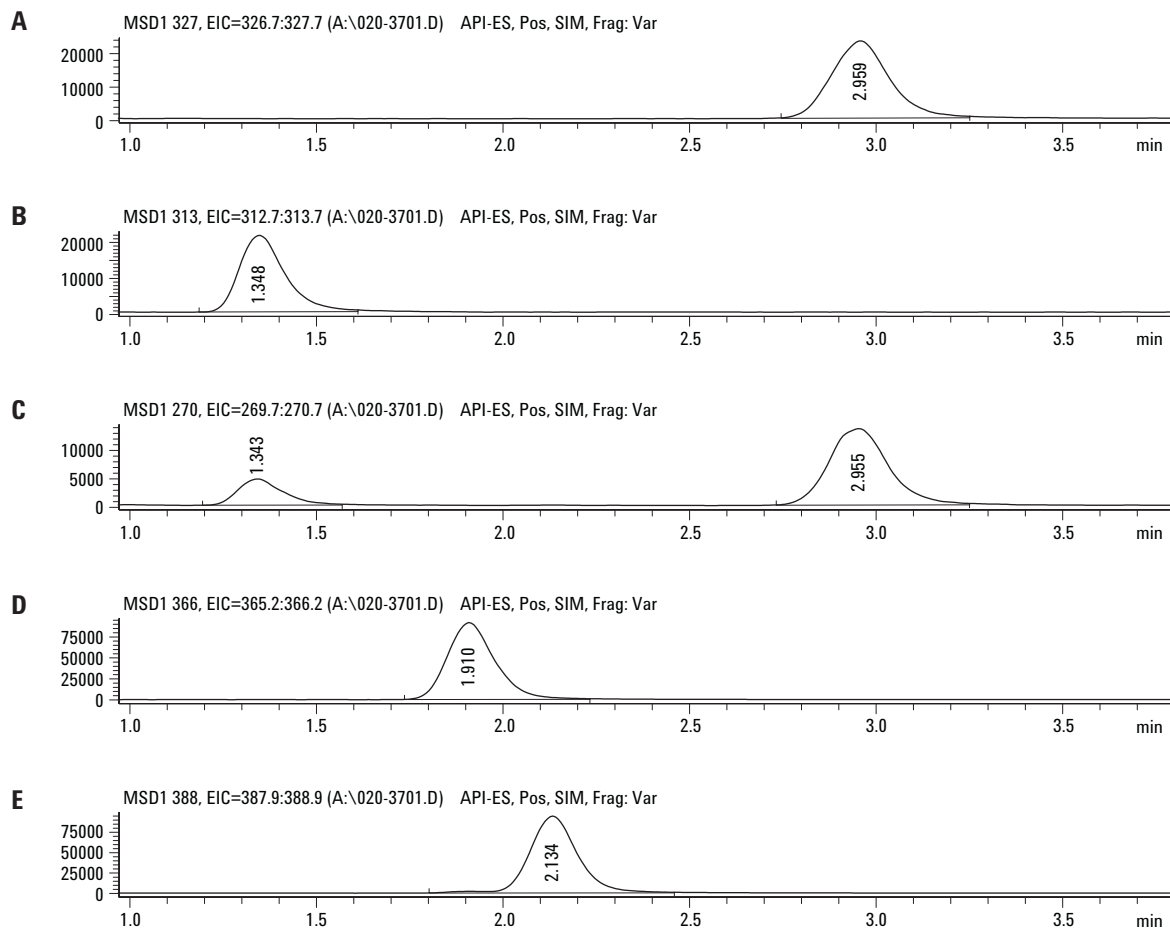 A
MSD1 327, EIC=326.7:327.7 (A:\020-3701.D) API-ES, Pos, SIM, Frag: Var
20000
10000
0
2.959
1.0 1.5 2.0 2.5 3.0 3.5 min
B
MSD1 313, EIC=312.7:313.7 (A:\020-3701.D) API-ES, Pos, SIM, Frag: Var
20000
10000
0
1.348
1.0 1.5 2.0 2.5 3.0 3.5 min
C
MSD1 270, EIC=269.7:270.7 (A:\020-3701.D) API-ES, Pos, SIM, Frag: Var
10000
5000
0
1.343
2.955
1.0 1.5 2.0 2.5 3.0 3.5 min
D
MSD1 366, EIC=365.2:366.2 (A:\020-3701.D) API-ES, Pos, SIM, Frag: Var
75000
50000
25000
0
1.910
1.0 1.5 2.0 2.5 3.0 3.5 min
E
MSD1 388, EIC=387.9:388.9 (A:\020-3701.D) API-ES, Pos, SIM, Frag: Var
75000
50000
25000
0
2.134
1.0 1.5 2.0 2.5 3.0 3.5 min